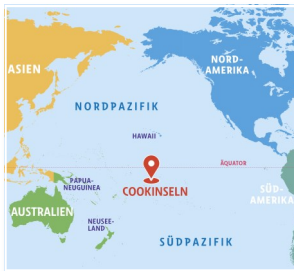 ASIEN
NORD-
AMERIKA
NORDPAZIFIK
HAWAII
ÄQUATOR
PAPUA-
NEUGUINEA
COOKINSELN
SÜD-
AMERIKA
AUSTRALIEN
NEUSEE-
LAND
SÜDPAZIFIK